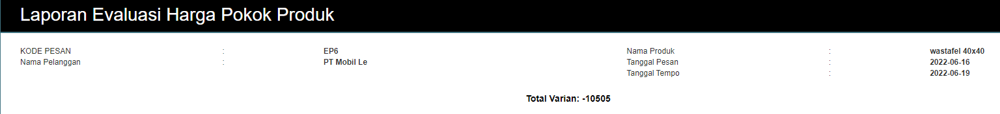 Laporan Evaluasi Harga Pokok Produk
KODE PESAN : EP6 Nama Produk : wastafel 40x40
Nama Pelanggan : PT Mobil Le Tanggal Pesan : 2022-06-16
Tanggal Tempo : 2022-06-19
Total Varian: -10505